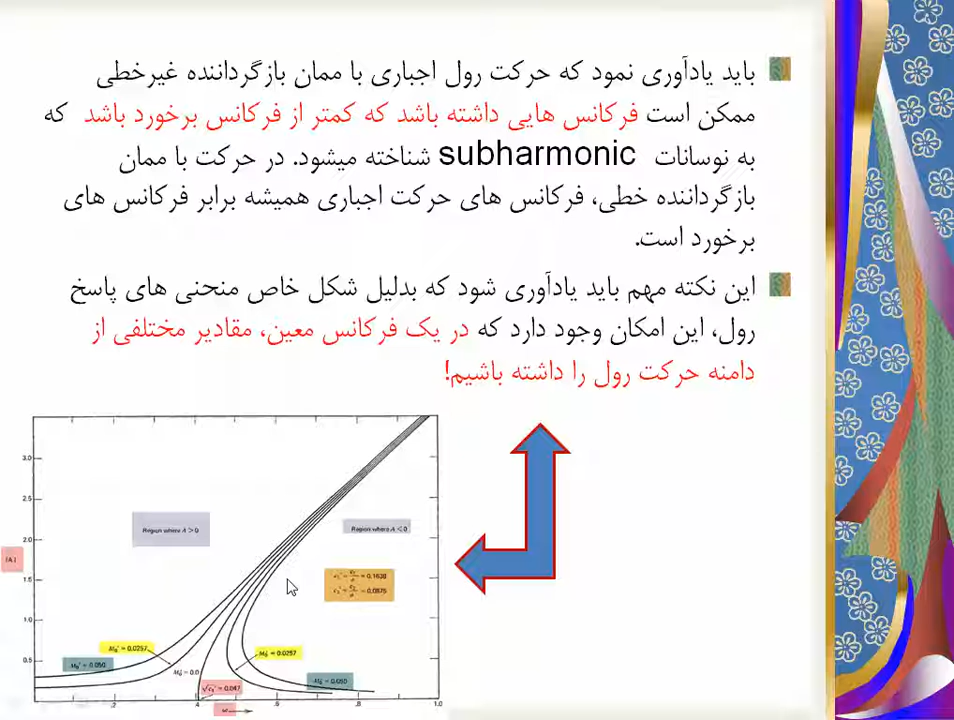 باید یادآوری نمود که حرکت رول اجباری با ممان بازگرداننده غیرخطی
ممکن است فرکانس هایی داشته باشد که کمتر از فرکانس برخورد باشد که
به نوسانات subharmonic شناخته میشود. در حرکت با ممان
بازگرداننده خطی، فرکانس های حرکت اجباری همیشه برابر فرکانس های
برخورد است.
این نکته مهم باید یادآوری شود که بدلیل شکل خاص منحنی های پاسخ
رول، این امکان وجود دارد که در یک فرکانس معین، مقادیر مختلفی از
دامنه حرکت رول را داشته باشیم!
3.0
2.5
2.0
1.5
1.0
0.5
|A|
Region where A > 0
Region where A < 0
= 0.1638
= 0.0875
= 0.0257
= 0.050
= 0.0
= 0.0257
= 0.050
.2
.4
.6
.8
1.0